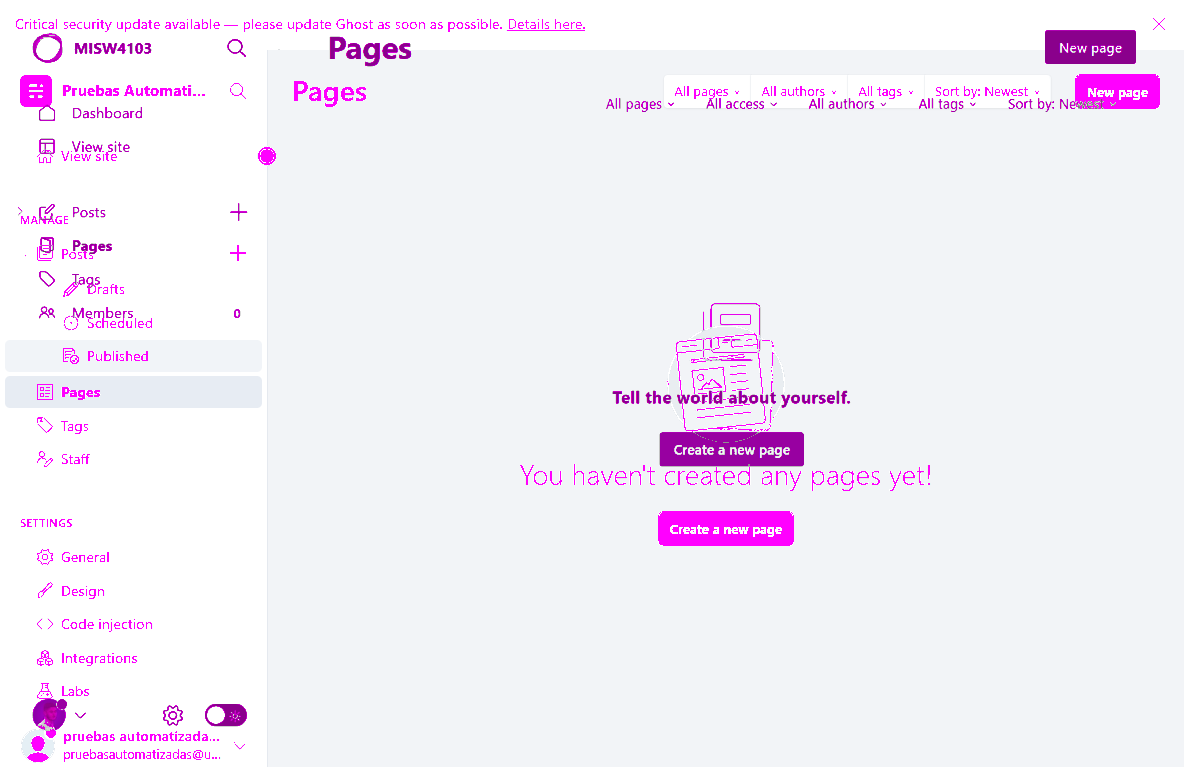 Critical security update available — please update Ghost as soon as possible. Details here.
MISW4103
Pages
New page
Pruebas Automati...
Pages
All pages
All authors
All tags
Sort by: Newest
New page
All pages
All access
All authors
All tags
Sort by: Newest
Dashboard
View site
View site
Posts
MANAGE
Pages
Posts
Tags
Drafts
Members
0
Scheduled
Published
Pages
Tags
Staff
Tell the world about yourself.
Create a new page
You haven't created any pages yet!
Create a new page
SETTINGS
General
Design
Code injection
Integrations
Labs
pruebas automatizada...
pruebasautomatizadas@u...